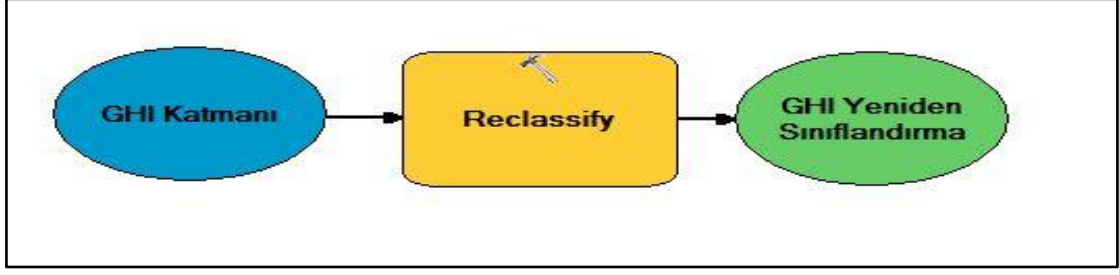 GHI Katmanı
Reclassify
GHI Yeniden
Sınıflandırma